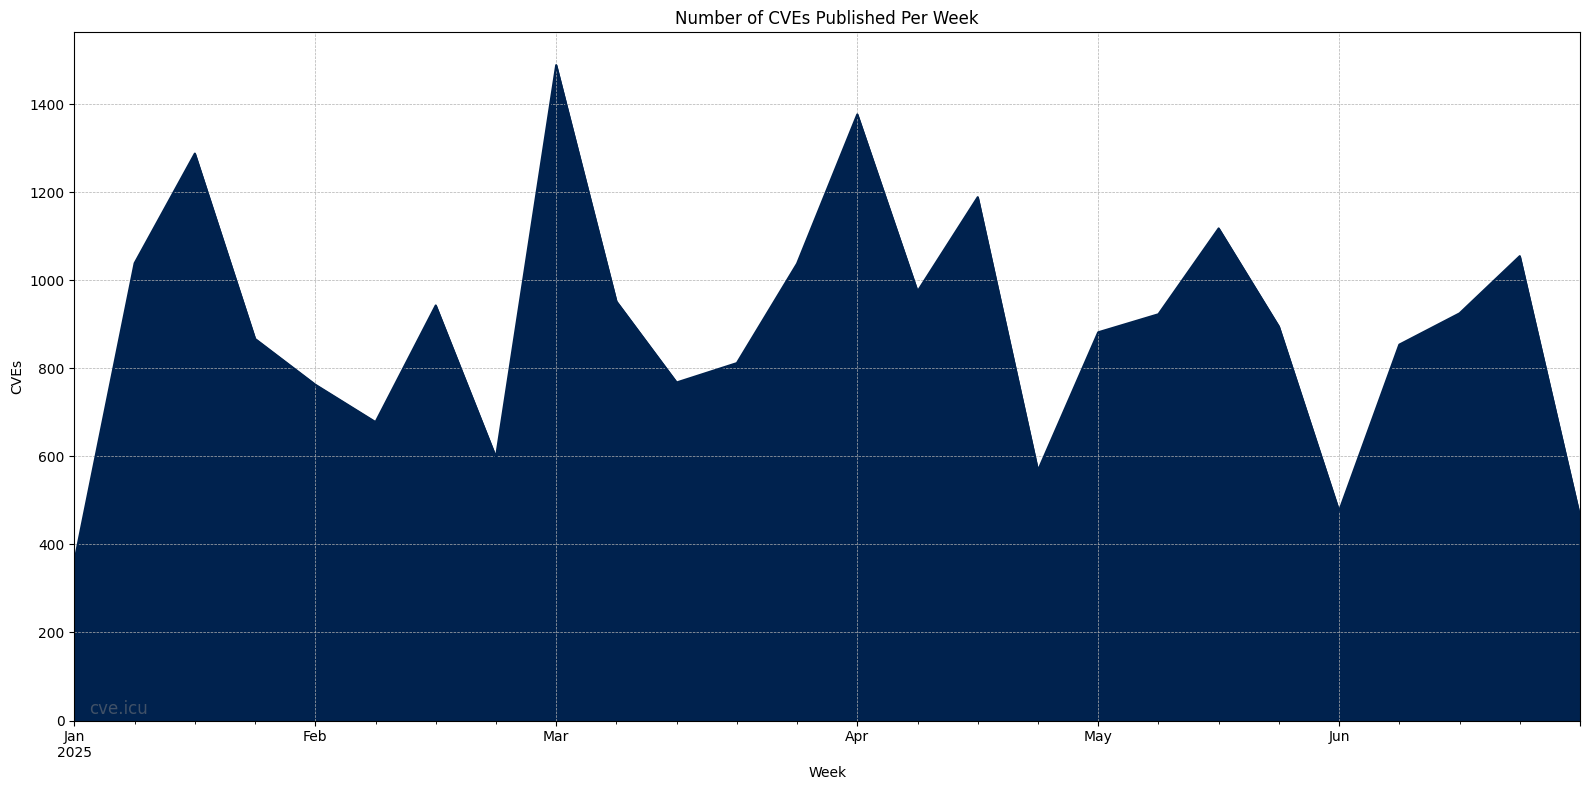 Number of CVEs Published Per Week
CVEs
1400
1200
1000
800
600
400
200
0
cve.icu
Jan
2025
Feb
Mar
Apr
May
Jun
Week